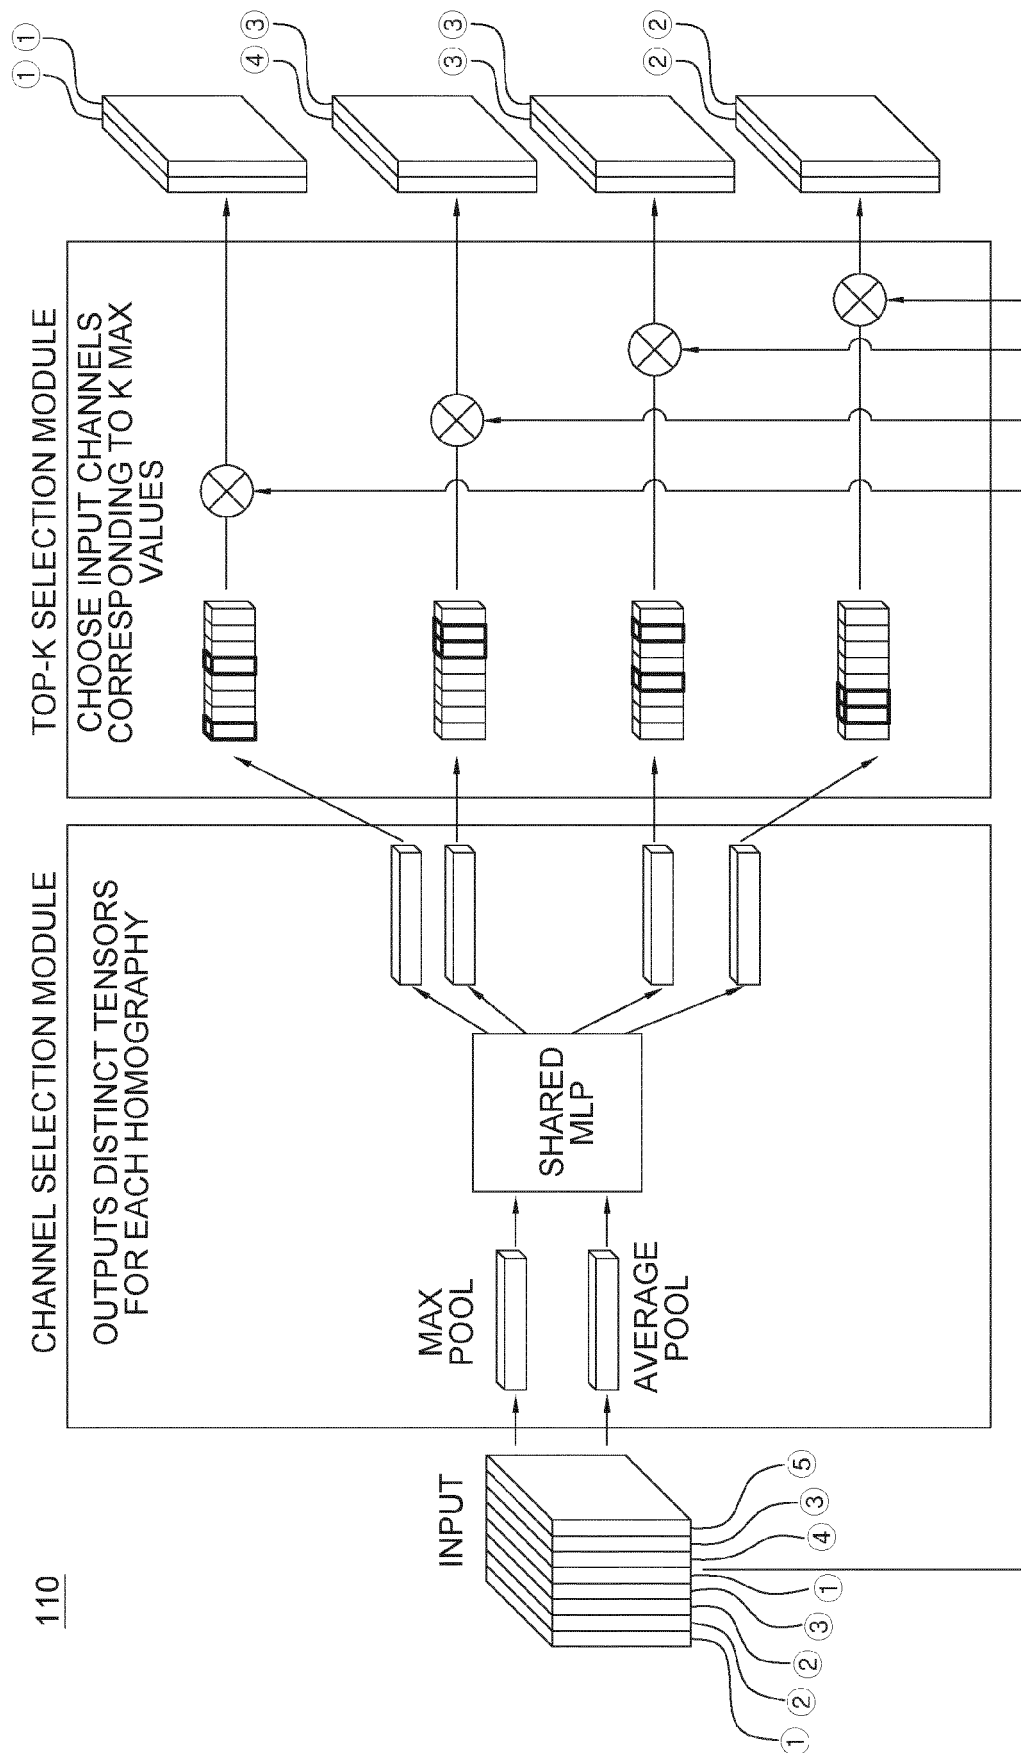 110
CHANNEL SELECTION MODULE
OUTPUTS DISTINCT TENSORS
FOR EACH HOMOGRAPHY
INPUT
MAX
POOL
AVERAGE
POOL
SHARED
MLP
①
②
②
③
①
④
③
⑤
TOP-K SELECTION MODULE
CHOOSE INPUT CHANNELS
CORRESPONDING TO K MAX
VALUES
① ①
④ ③
③ ③
② ②